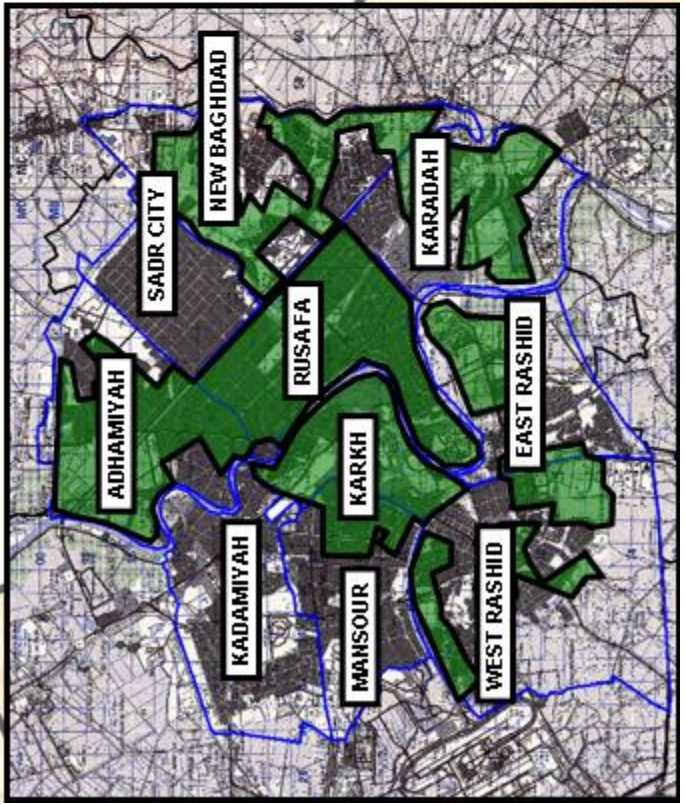 NEW BAGHDAD
SADR CITY
KARADAH
RUSAFA
ADHAMIYAH
EAST RASHID
KARKH
KADAMIYAH
MANSOUR
WEST RASHID